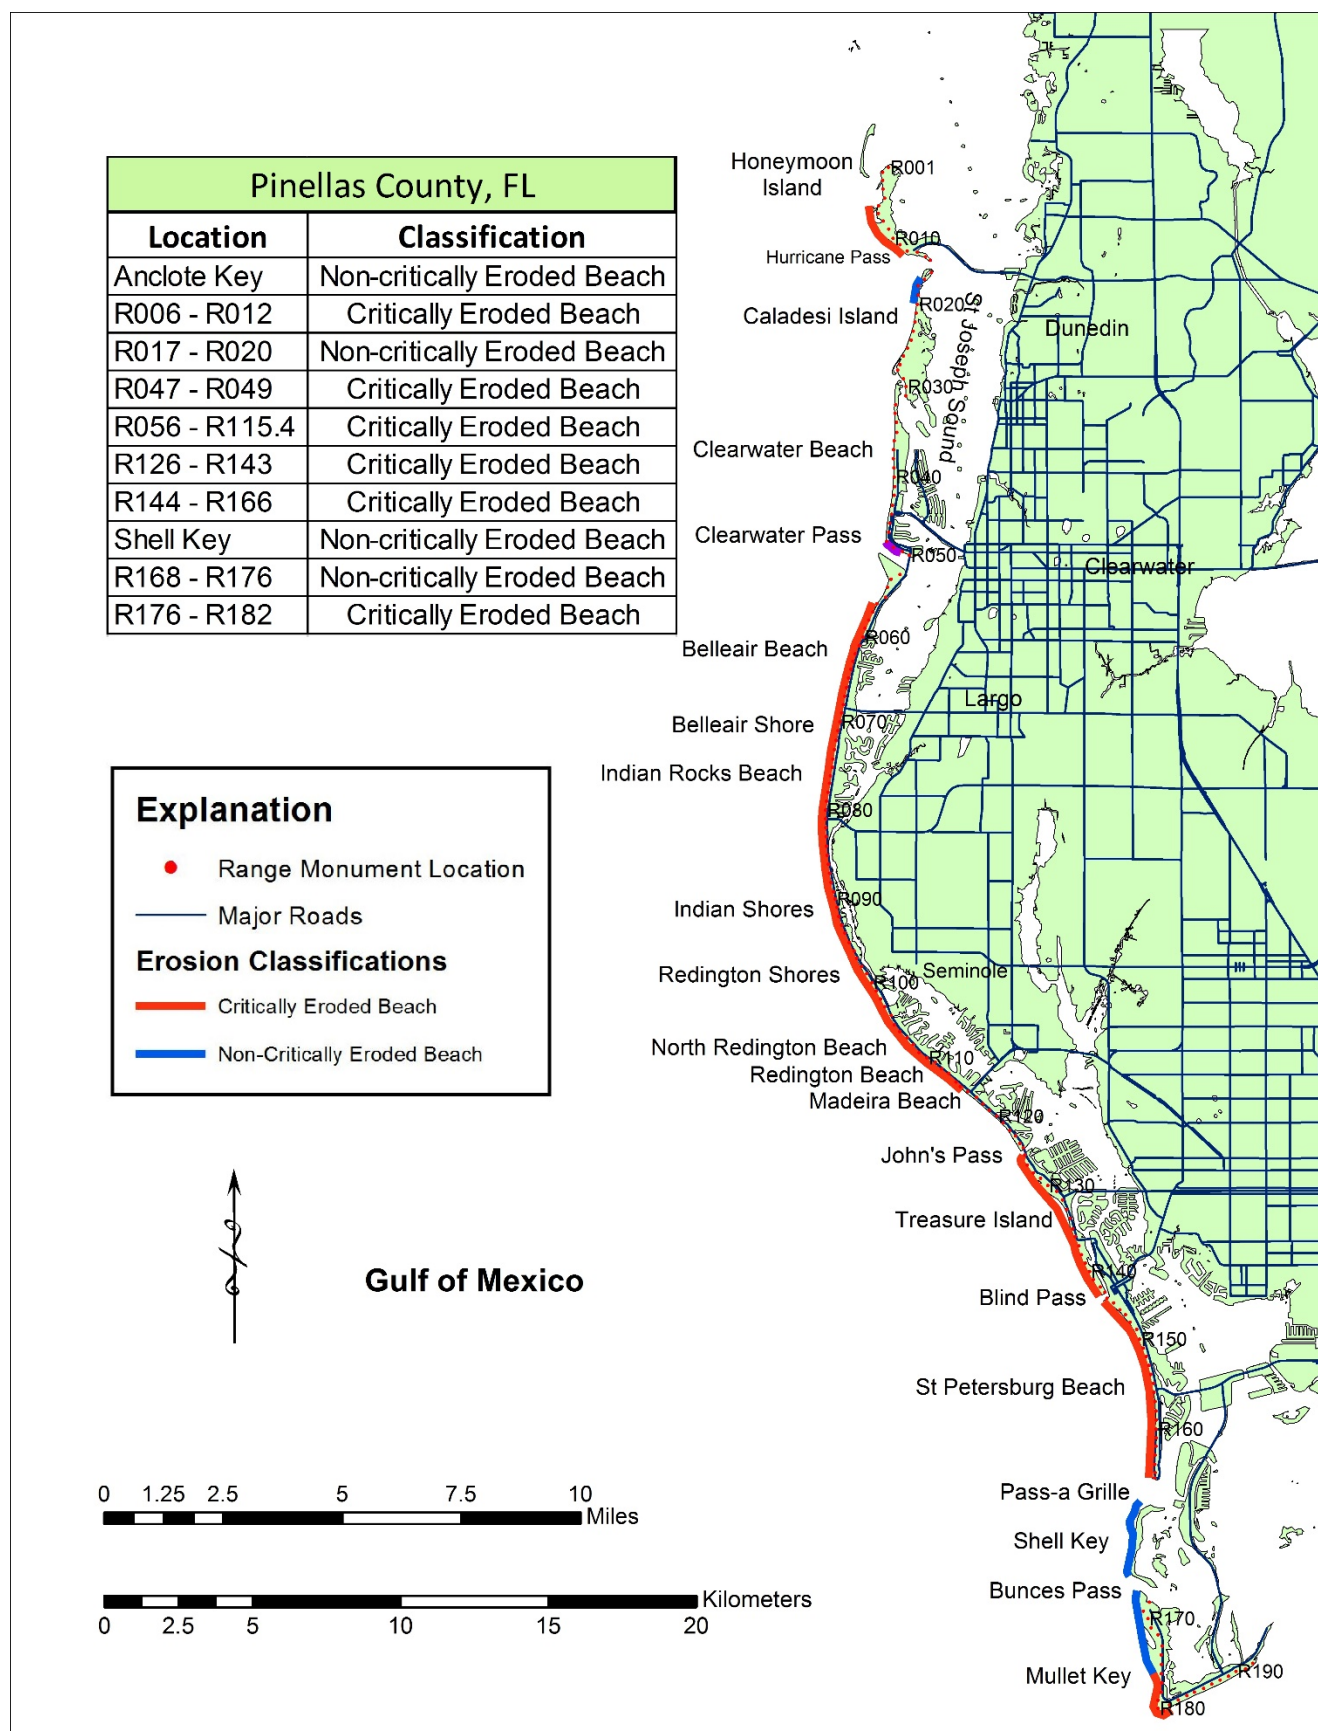 Pinellas County, FL
Location Classification
Anclote Key Non-critically Eroded Beach
R006 - R012 Critically Eroded Beach
R017 - R020 Non-critically Eroded Beach
R047 - R049 Critically Eroded Beach
R056 - R115.4 Critically Eroded Beach
R126 - R143 Critically Eroded Beach
R144 - R166 Critically Eroded Beach
Shell Key Non-critically Eroded Beach
R168 - R176 Non-critically Eroded Beach
R176 - R182 Critically Eroded Beach
Explanation
Range Monument Location
Major Roads
Erosion Classifications
Critically Eroded Beach
Non-Critically Eroded Beach
Gulf of Mexico
0 1.25 2.5 5 7.5 10
Miles
Kilometers
0 2.5 5 10 15 20
Honeymoon
Island
R001
R010
Hurricane Pass
R020
Caladesi Island
St Joseph Sound
Dunedin
R030
Clearwater Beach
R040
Clearwater Pass
R050
Clearwater
R060
Belleair Beach
Largo
R070
Belleair Shore
Indian Rocks Beach
R080
R090
Indian Shores
Redington Shores
R100
Seminole
North Redington Beach
R110
Redington Beach
Madeira Beach
R120
John's Pass
R130
Treasure Island
R140
Blind Pass
R150
St Petersburg Beach
R160
Pass-a Grille
Shell Key
Bunces Pass
R170
Mullet Key
R190
R180